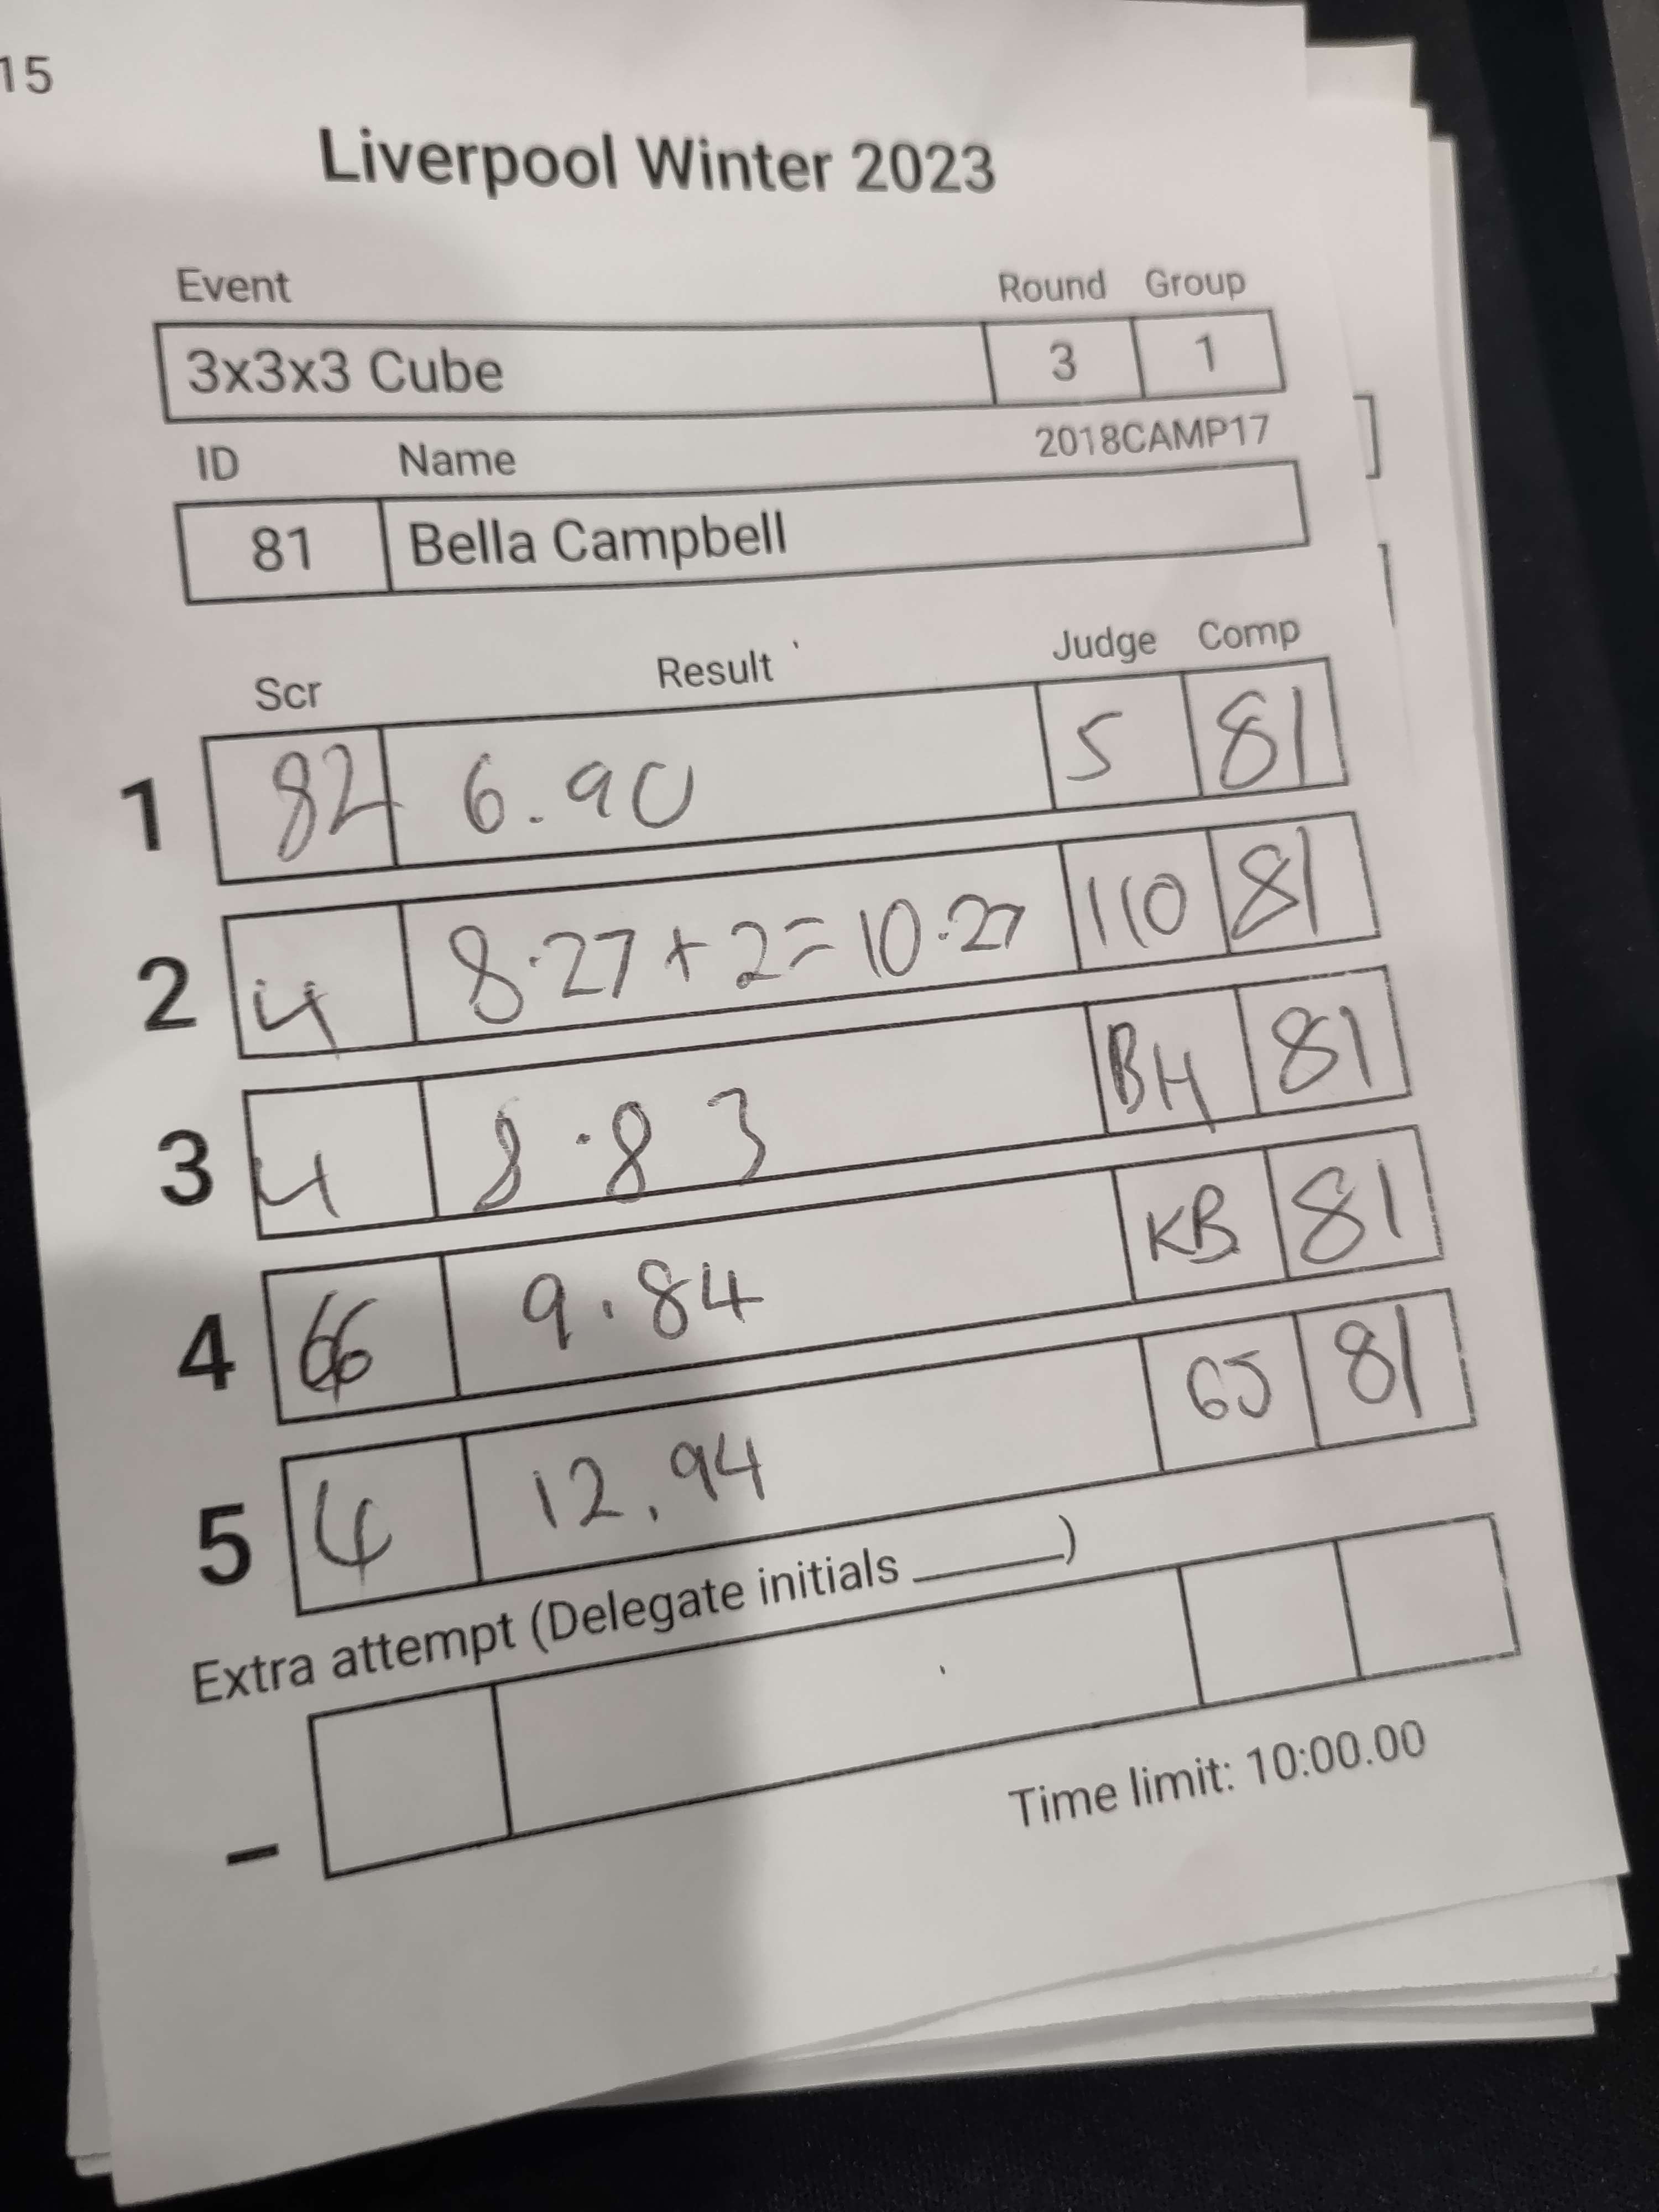 15
Liverpool Winter 2023
Event Round Group
3x3x3 Cube 3 1
ID Name 2018CAMP17
81 Bella Campbell
Scr Result Judge Comp
1 82 6.90 5 81
2 4 8.27+2=10.27 110 81
3 4 8.83 BH 81
4 9.84 KB 81
5 4 12.94 81
Extra attempt (Delegate initials _____)
–
Time limit: 10:00.00